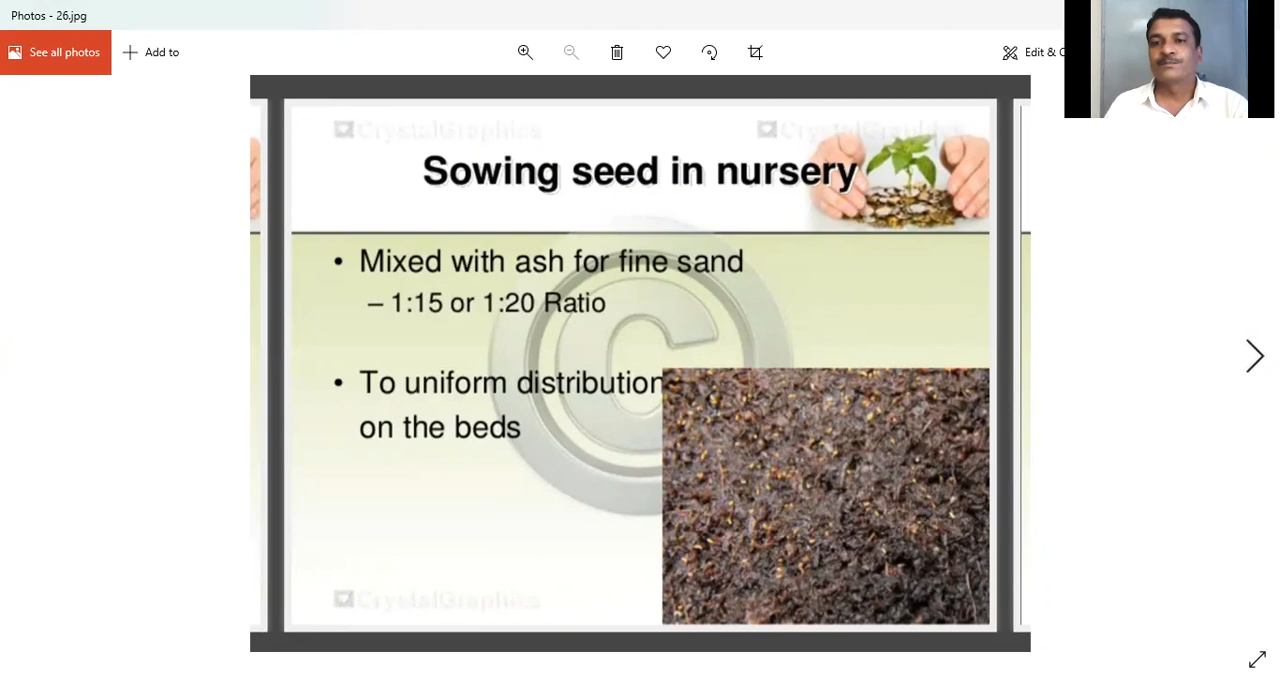 Photos - 26.jpg
See all photos
Add to
Edit & C
CrystalGraphics
CrystalGraphics
Sowing seed in nursery
• Mixed with ash for fine sand
– 1:15 or 1:20 Ratio
• To uniform distribution
on the beds
CrystalGraphics